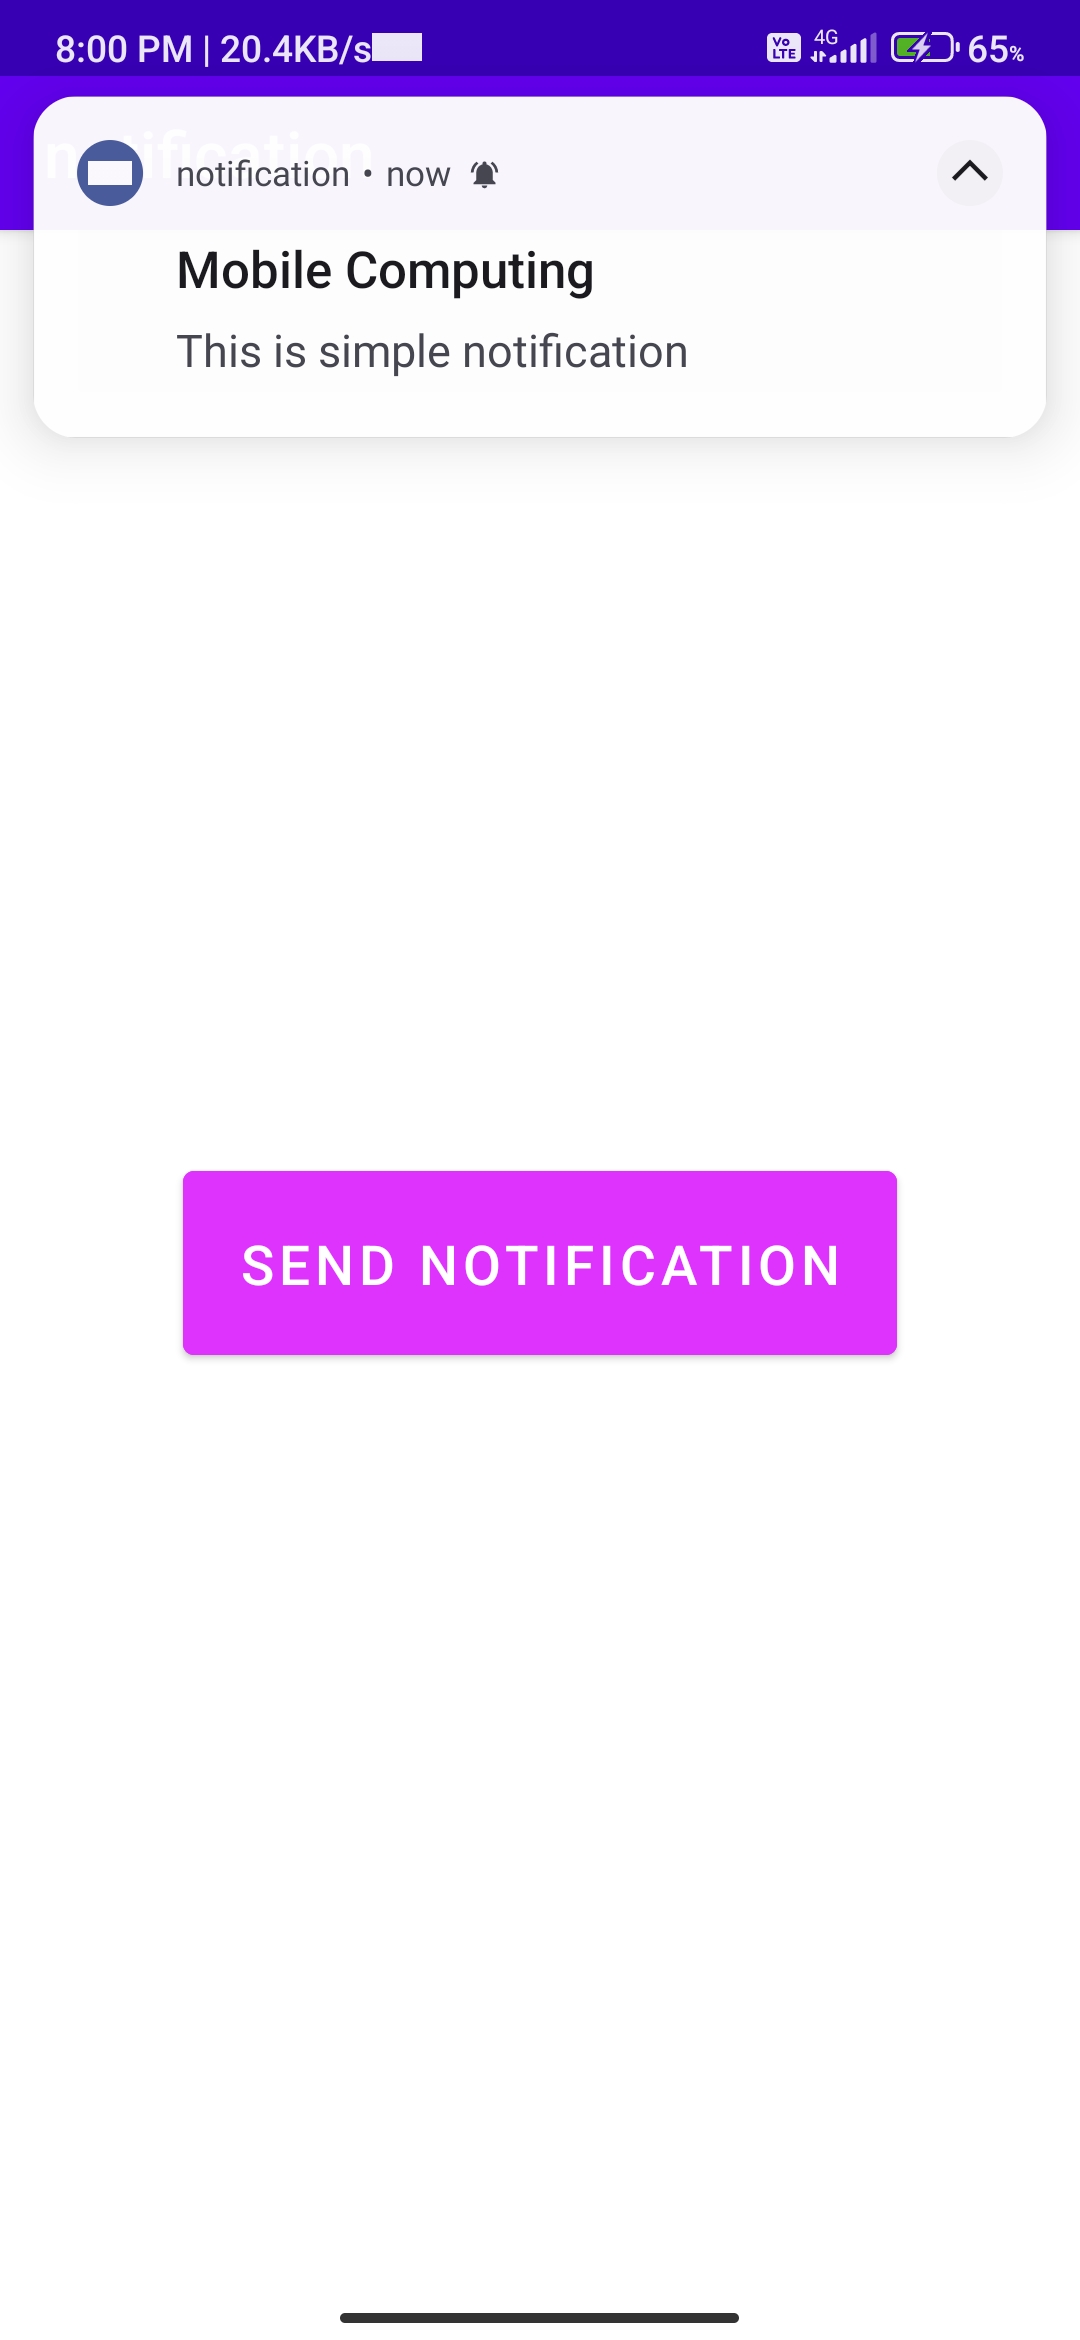 8:00 PM | 20.4KB/s
Vo LTE 4G 65%
notification
notification • now
Mobile Computing
This is simple notification
SEND NOTIFICATION